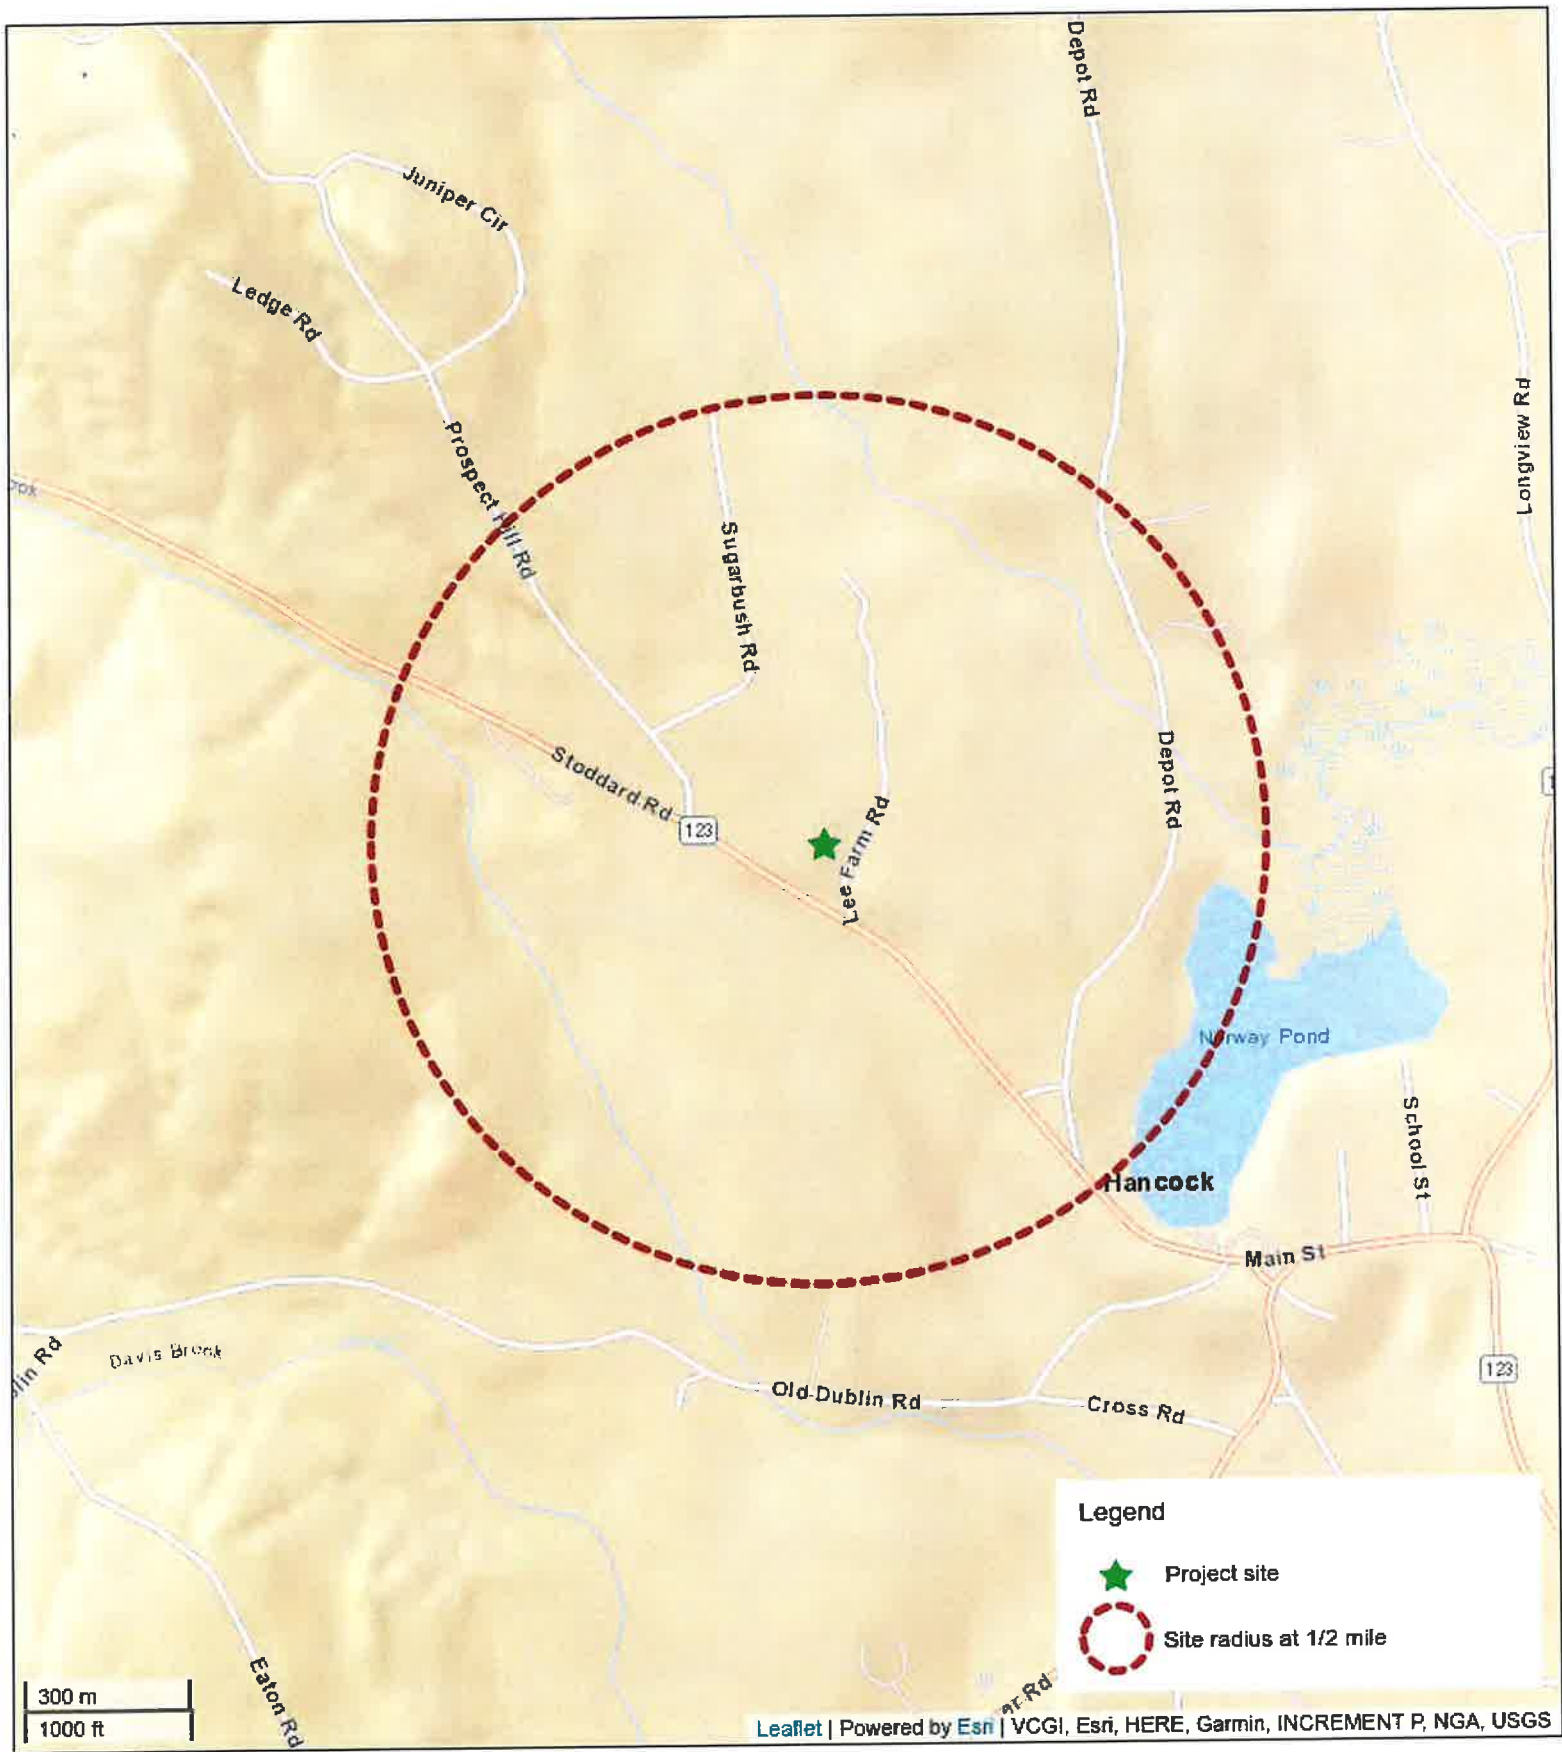 Depot Rd
Juniper Cir
Ledge Rd
Longview Rd
Prospect Hill Rd
Sugarbush Rd
Stoddard Rd
123
Depot Rd
Lee Farm Rd
Norway Pond
School St
Hancock
Main St
Davis Brook
123
Old Dublin Rd
Cross Rd
Legend
Project site
Site radius at 1/2 mile
Eaton Rd
300 m
1000 ft
Leaflet | Powered by Esri | VCGI, Esri, HERE, Garmin, INCREMENT P, NGA, USGS